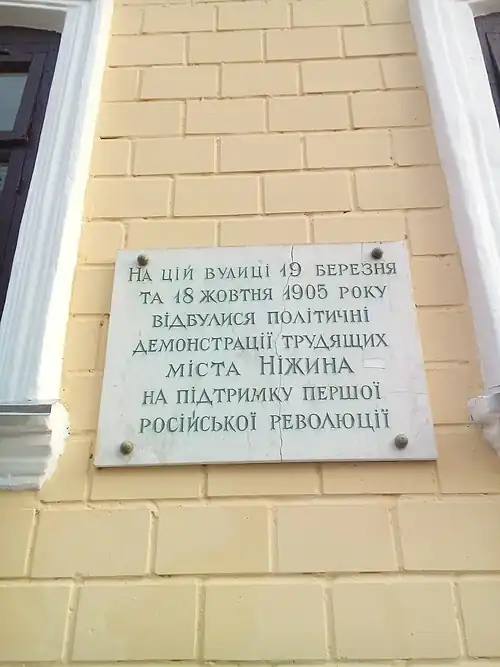 На цій вулиці 19 березня
та 18 жовтня 1905 року
відбулися політичні
демонстрації трудящих
міста Ніжина
на підтримку першої
російської революції